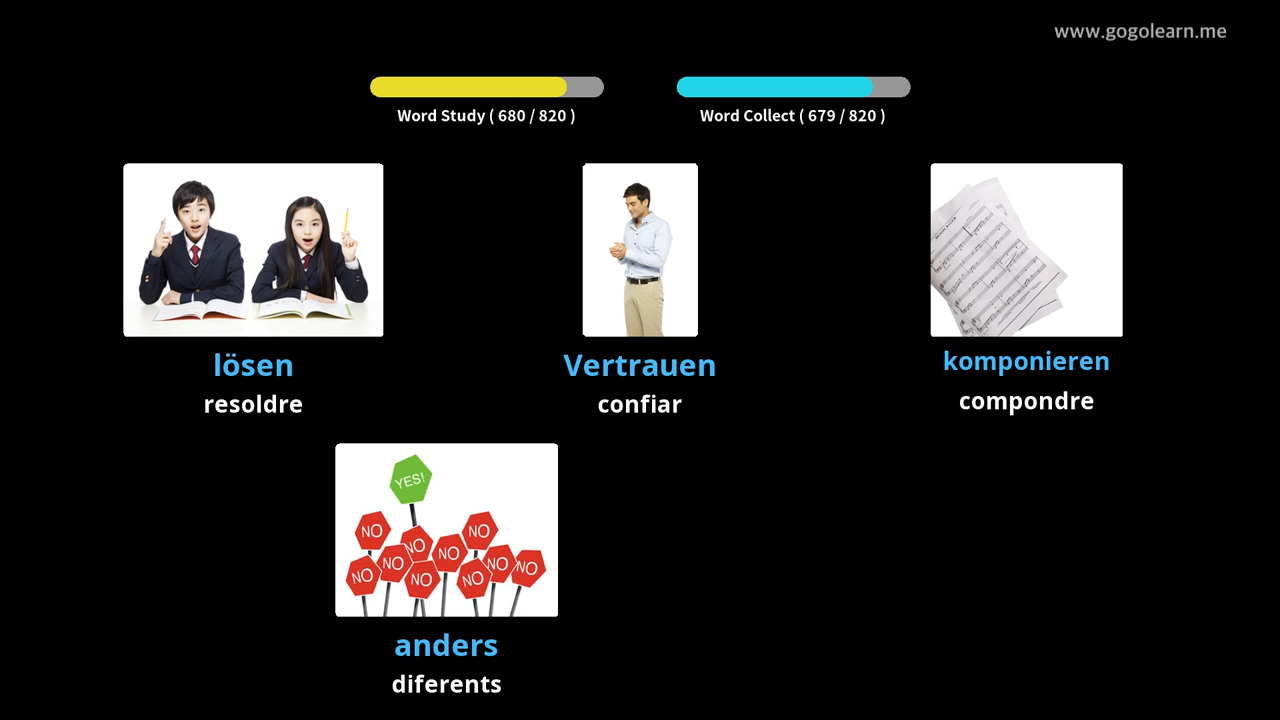 www.gogolearn.me
Word Study ( 680 / 820 )
Word Collect ( 679 / 820 )
lösen
resoldre
Vertrauen
confiar
komponieren
compondre
YES!
NO
NO
NO
NO
NO
NO
NO
NO
NO
NO
anders
diferents